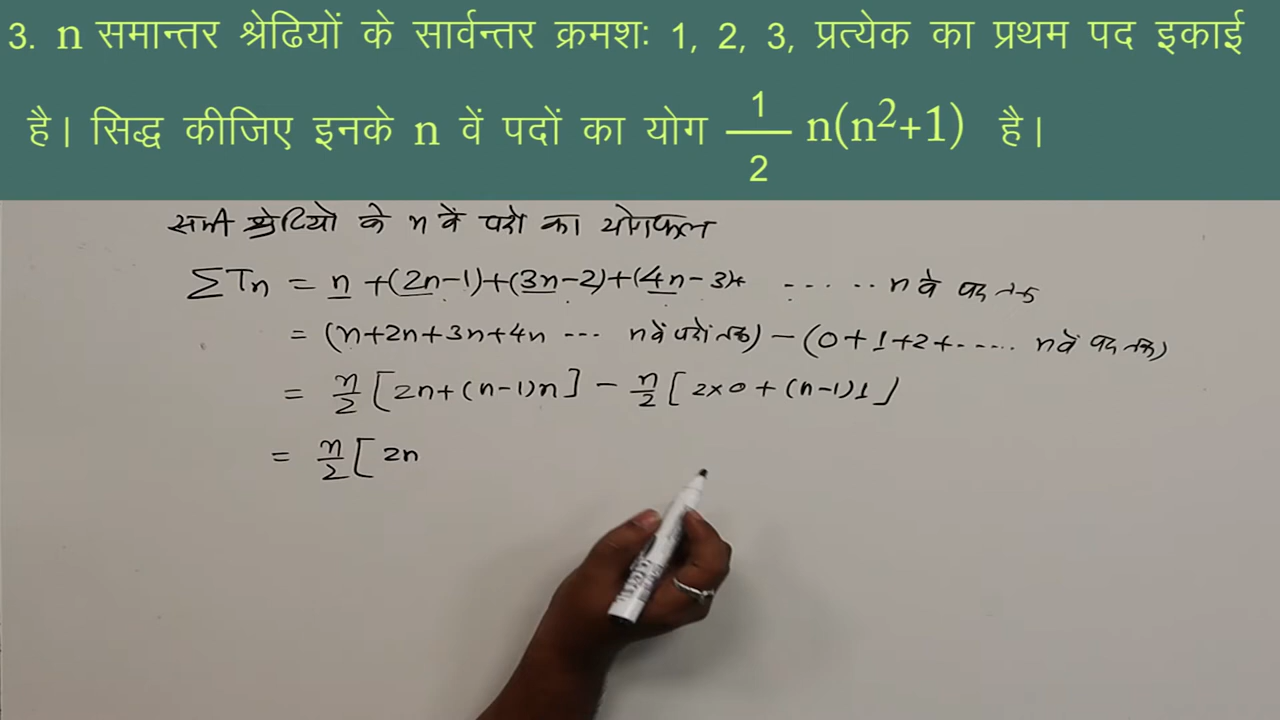 3. n समान्तर श्रेढियों के सार्वन्तर क्रमशः 1, 2, 3, प्रत्येक का प्रथम पद इकाई
है। सिद्ध कीजिए इनके n वें पदों का योग 1/2 n(n²+1) है।
सभी श्रेढियो के n वें पदो का योगफल
∑Tn = n +(2n-1)+(3n-2)+(4n-3)+ ...... n वें पद तक
= (n+2n+3n+4n ... n वें पदों तक) - (0+1+2+..... n वें पद तक)
= n/2 [2n+(n-1)n] - n/2 [2×0+(n-1)1]
= n/2 [2n